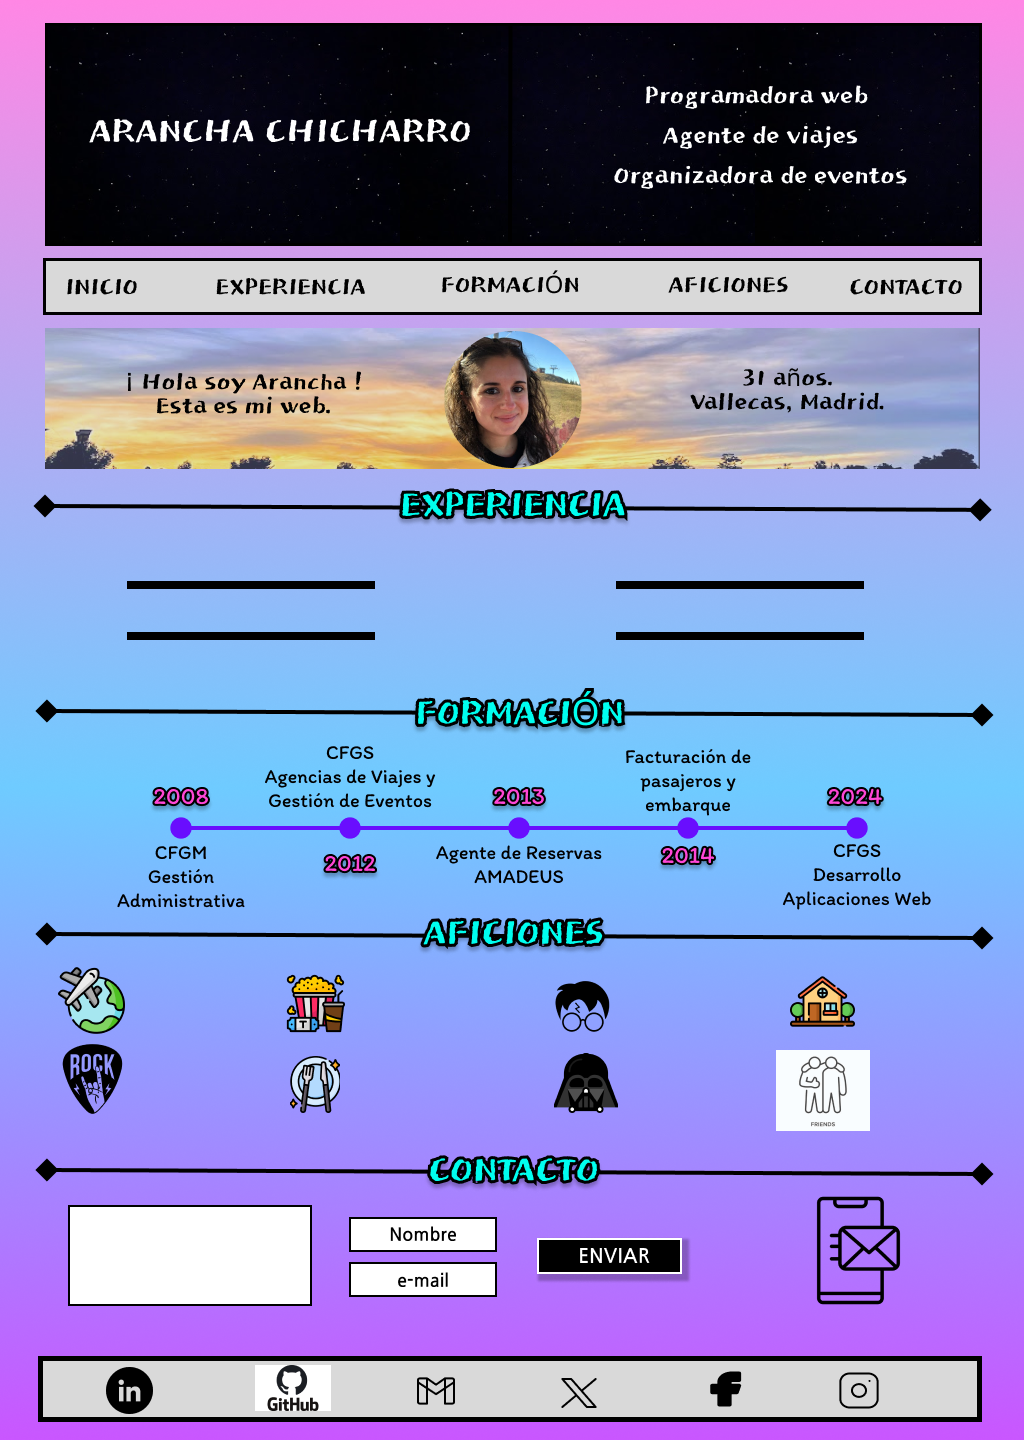 ARANCHA CHICHARRO
Programadora web
Agente de viajes
Organizadora de eventos
INICIO
EXPERIENCIA
FORMACIÓN
AFICIONES
CONTACTO
¡ Hola soy Arancha !
Esta es mi web.
31 años.
Vallecas, Madrid.
EXPERIENCIA
FORMACIÓN
2008
CFGM
Gestión
Administrativa
CFGS
Agencias de Viajes y
Gestión de Eventos
2012
2013
Agente de Reservas
AMADEUS
Facturación de
pasajeros y
embarque
2014
2024
CFGS
Desarrollo
Aplicaciones Web
AFICIONES
T
ROCK
FRIENDS
CONTACTO
Nombre
e-mail
ENVIAR
in
GitHub